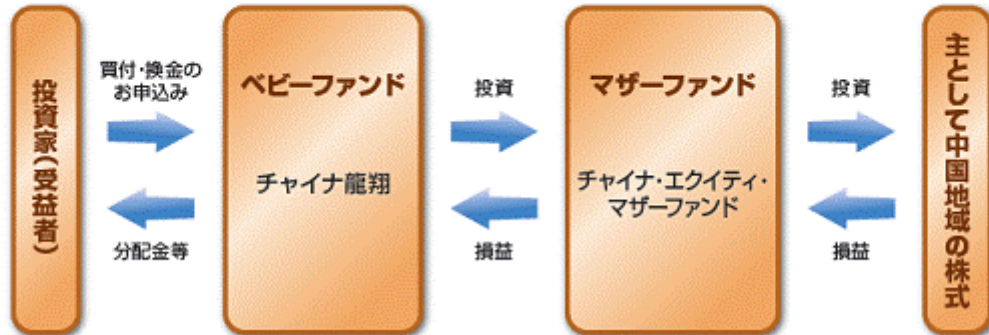 投資家(受益者)
買付・換金の
お申込み
分配金等
ベビーファンド
チャイナ龍翔
投資
損益
マザーファンド
チャイナ・エクイティ・
マザーファンド
投資
損益
主として中国地域の株式